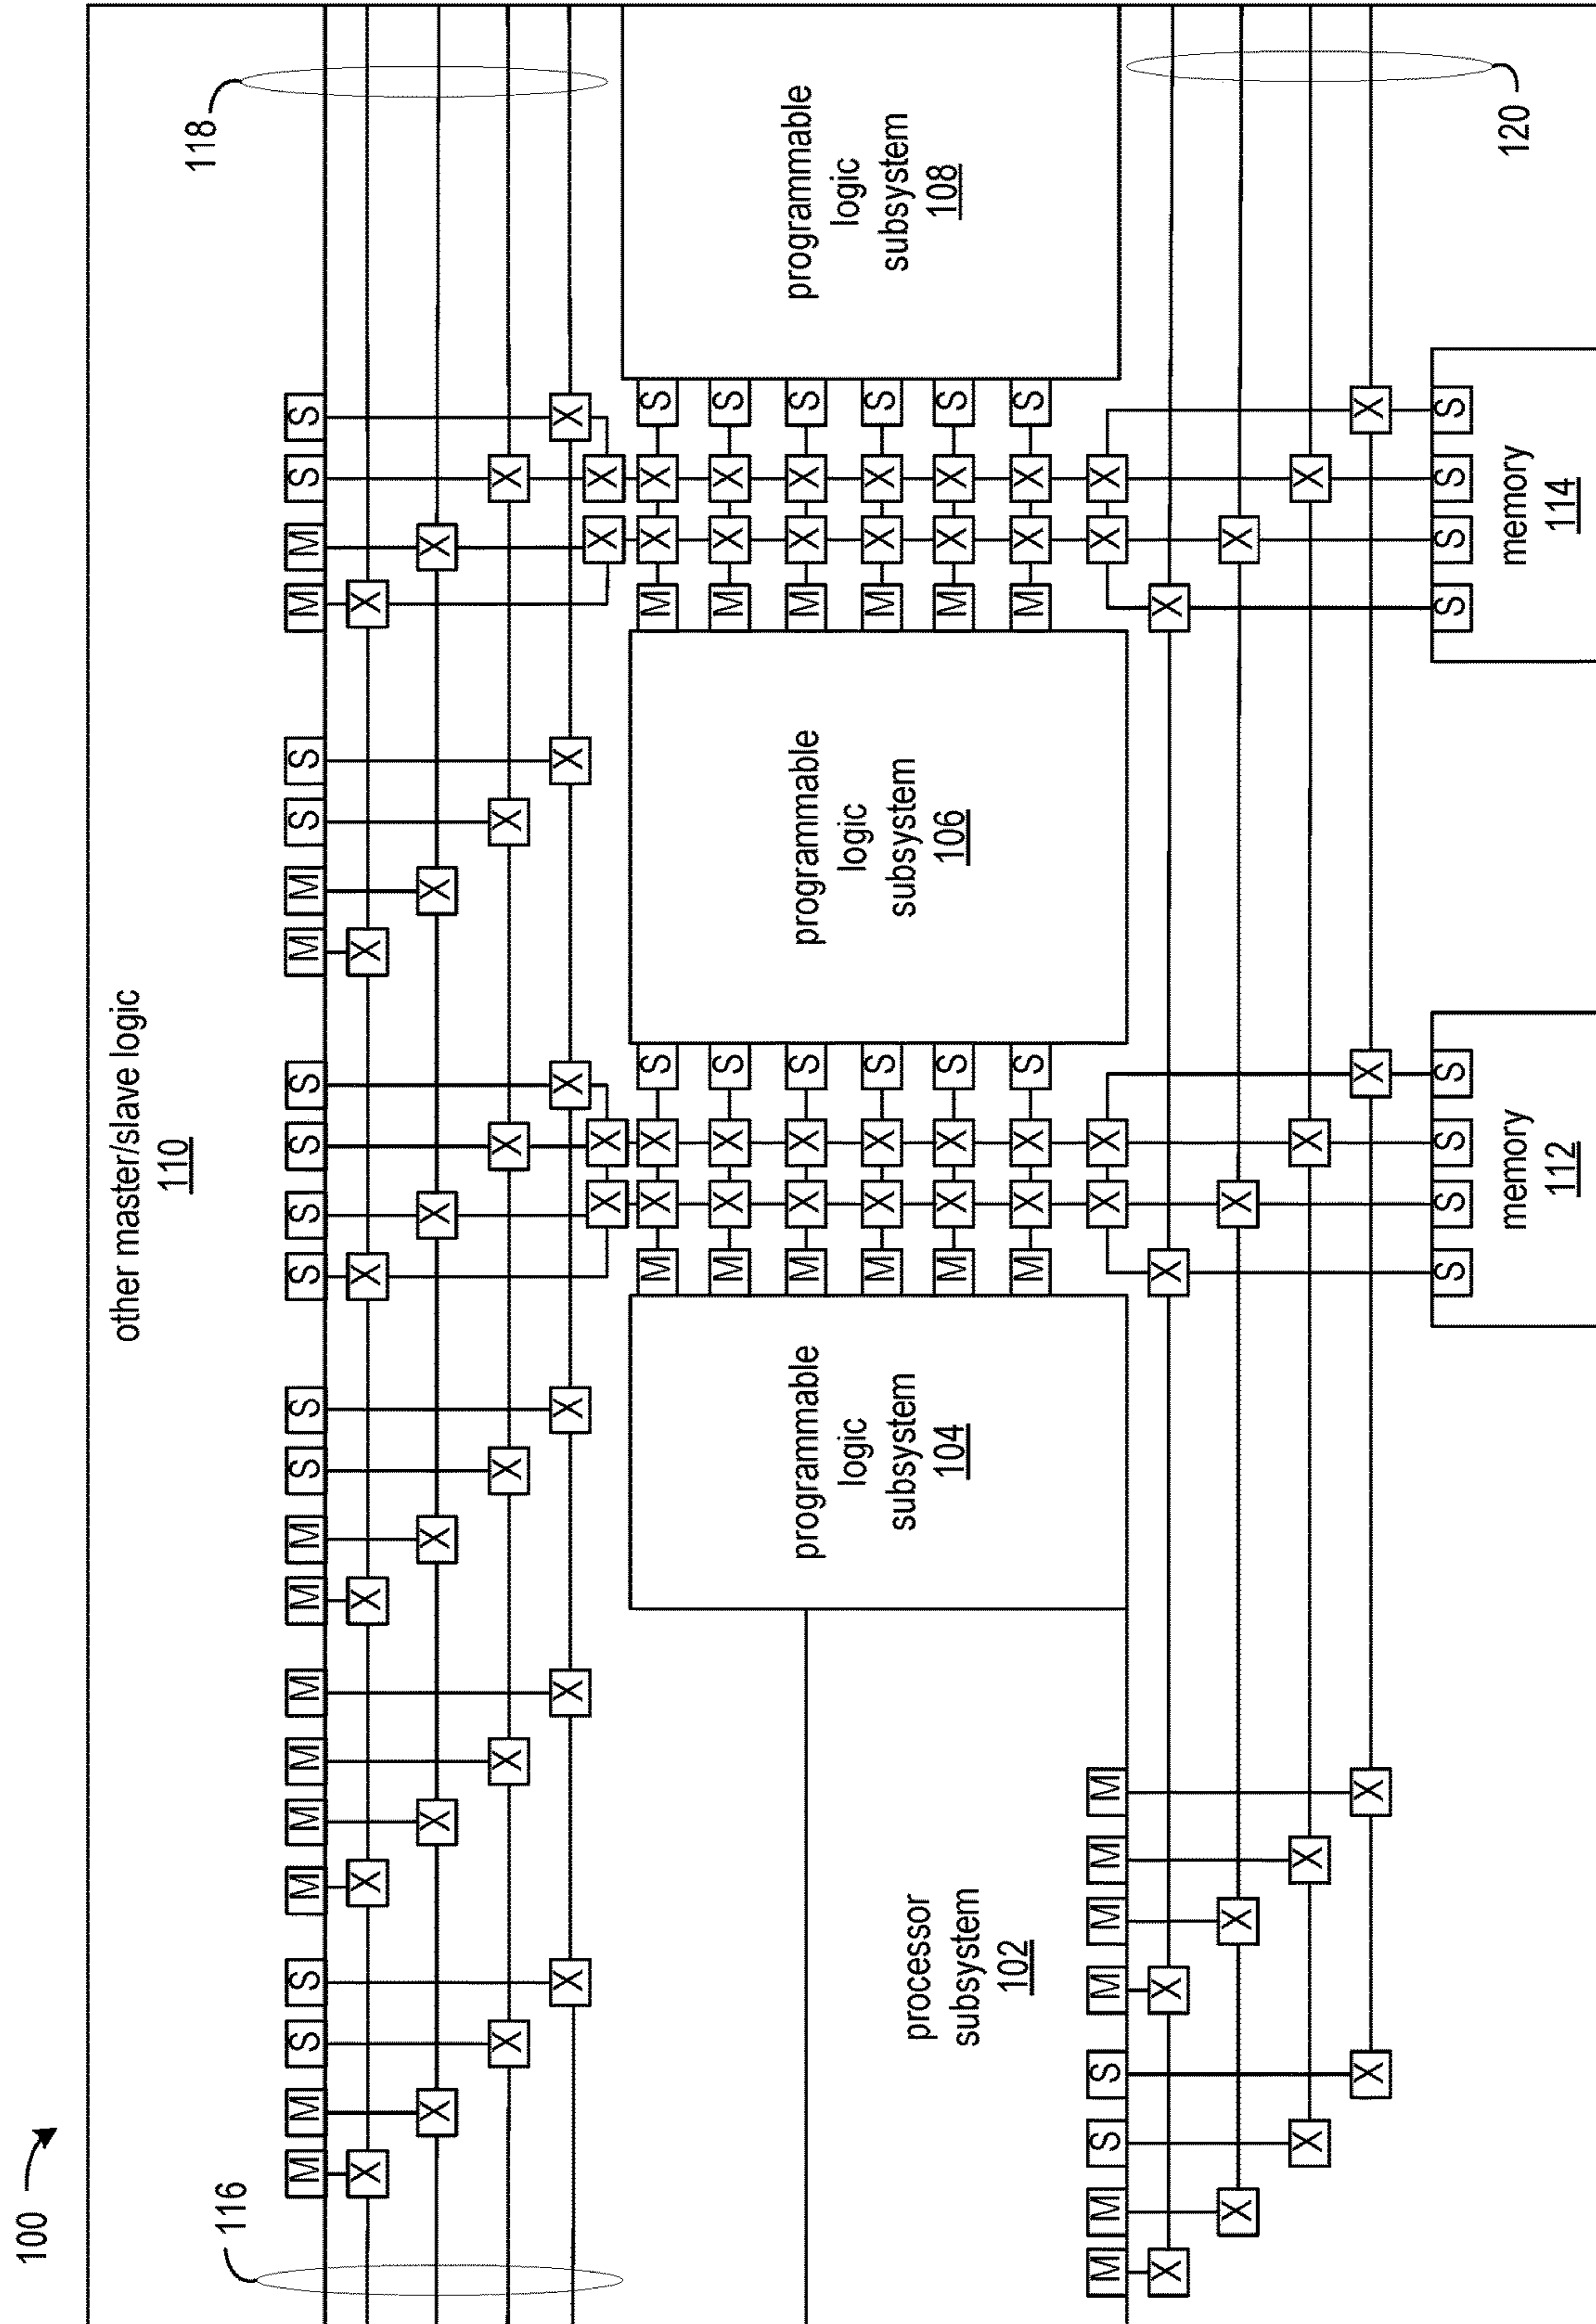 100
other master/slave logic
110
118
116
M M S S M M M M M M S S S S S S M M S S M M S S
X X X X X X
X X X X X X
X X X X X X
X X X X X X
X X X X
M X X S M X X S
M X X S M X X S
M X X S M X X S
M X X S M X X S
M X X S M X X S
M X X S M X X S
programmable
logic
subsystem
104
programmable
logic
subsystem
106
programmable
logic
subsystem
108
processor
subsystem
102
M M S S M M M M X X X X
X X X X
X X X X
X X X X
X X X X
S S S S S S S S
memory
112
memory
114
120